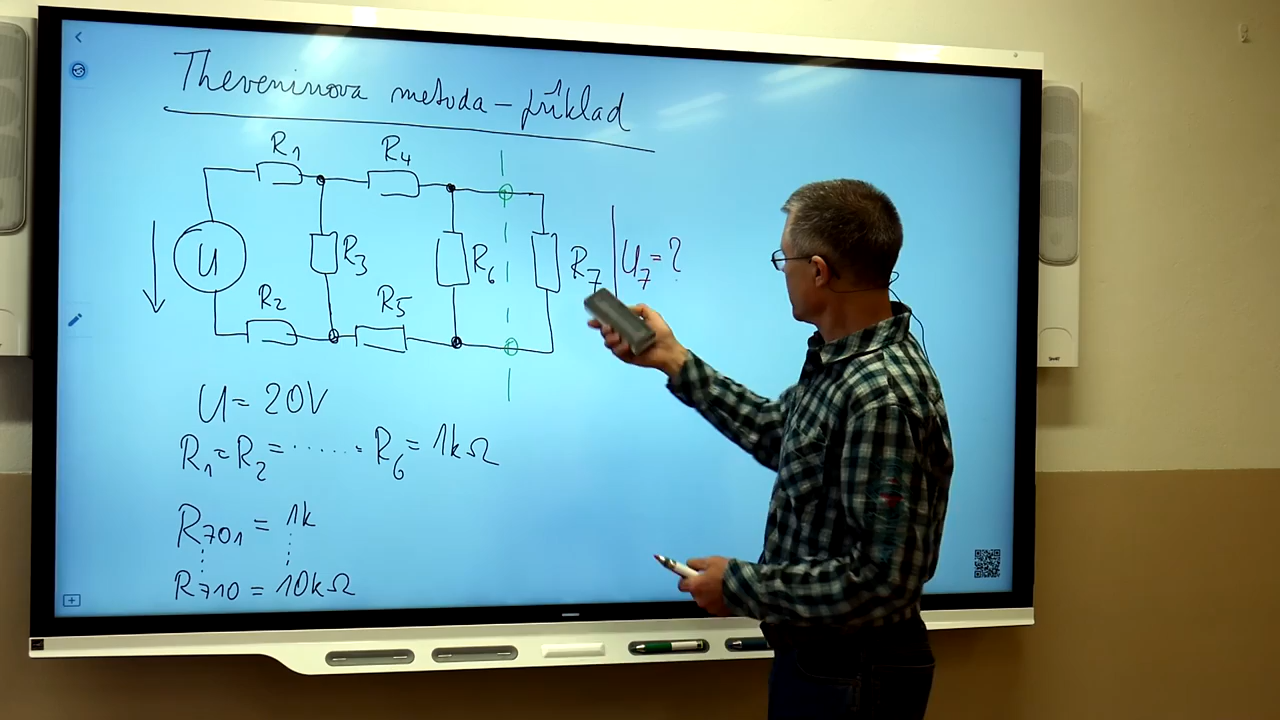 Theveninova metoda – příklad
R1
R4
U
R3
R6
R7
U7 = ?
R2
R5
U = 20V
R1 = R2 = ······ = R6 = 1kΩ
R701 = 1k
R710 = 10kΩ